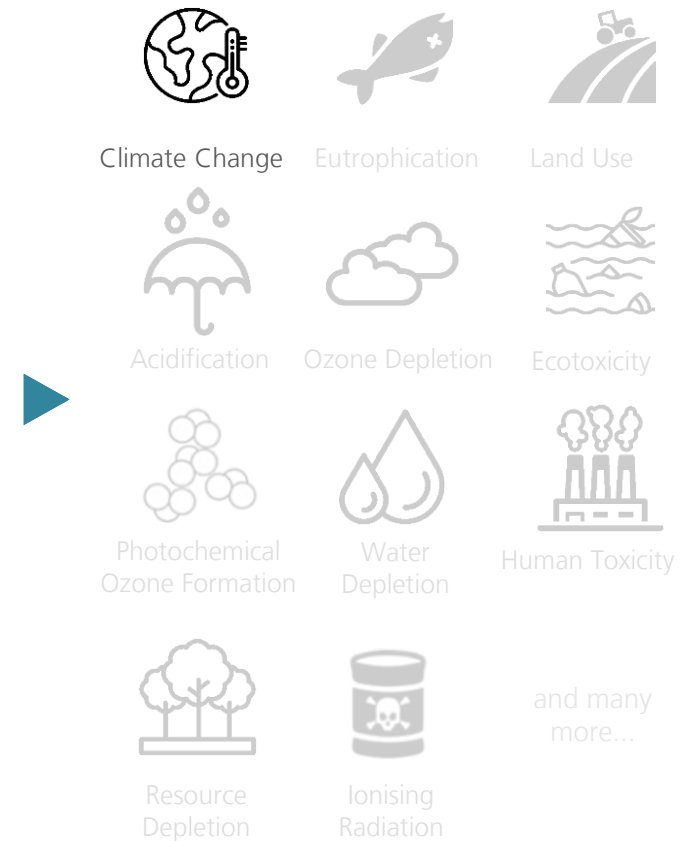 Climate Change
Eutrophication
Land Use
Acidification
Ozone Depletion
Ecotoxicity
Photochemical
Ozone Formation
Water
Depletion
Human Toxicity
Resource
Depletion
Ionising
Radiation
and many
more...